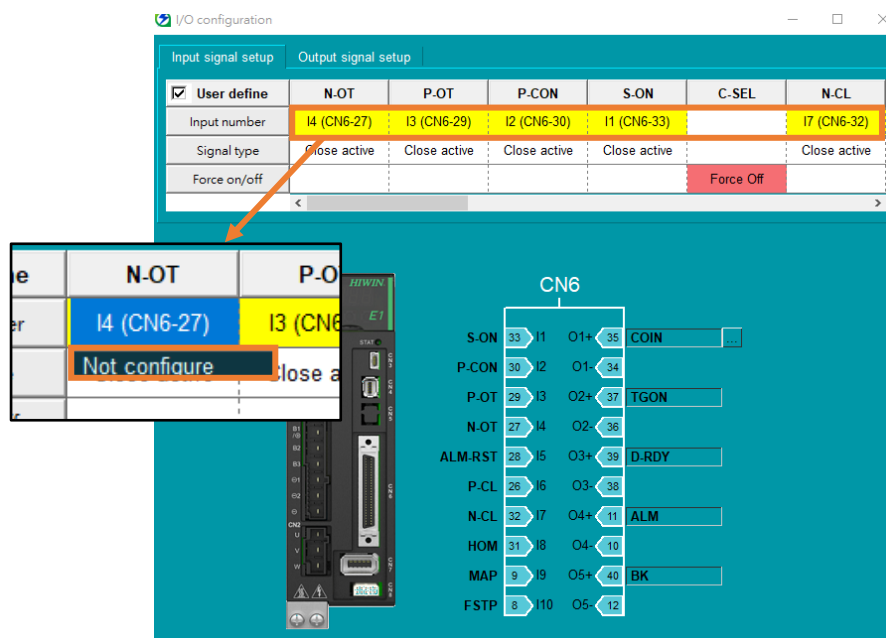 I/O configuration
Input signal setup Output signal setup
User define N-OT P-OT P-CON S-ON C-SEL N-CL
Input number I4 (CN6-27) I3 (CN6-29) I2 (CN6-30) I1 (CN6-33) I7 (CN6-32)
Signal type Close active Close active Close active Close active Close active
Force on/off Force Off
N-OT P-O
I4 (CN6-27) I3 (CN6
Not configure lose a
HIWIN
E1
CN6
S-ON 33 I1 O1+ 35 COIN ...
P-CON 30 I2 O1- 34
P-OT 29 I3 O2+ 37 TGON
N-OT 27 I4 O2- 36
ALM-RST 28 I5 O3+ 39 D-RDY
P-CL 26 I6 O3- 38
N-CL 32 I7 O4+ 11 ALM
HOM 31 I8 O4- 10
MAP 9 I9 O5+ 40 BK
FSTP 8 I10 O5- 12
B2
CN2
U
V
W